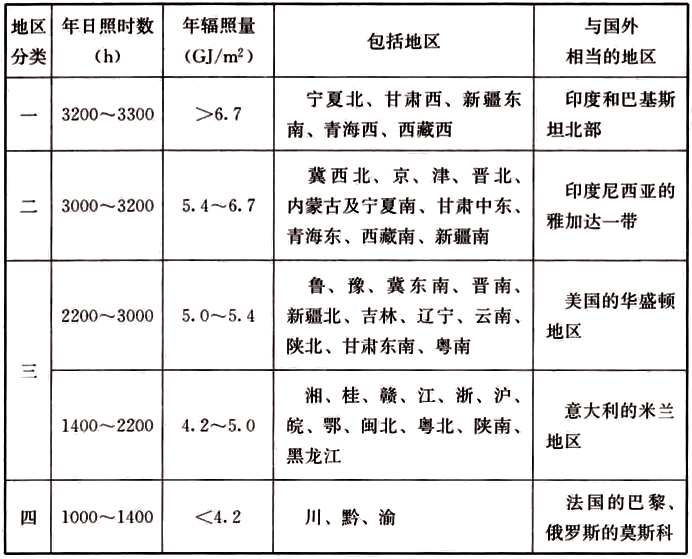 地区 年日照时数 年辐照量 包括地区 与国外
分类 （h） （GJ/m²） 相当的地区
一 3200～3300 ＞6.7 宁夏北、甘肃西、新疆东 印度和巴基斯
南、青海西、西藏西 坦北部
二 3000～3200 5.4～6.7 冀西北、京、津、晋北、 印度尼西亚的
内蒙古及宁夏南、甘肃中东、 雅加达一带
青海东、西藏南、新疆南
三 2200～3000 5.0～5.4 鲁、豫、冀东南、晋南、 美国的华盛顿
新疆北、吉林、辽宁、云南、 地区
陕北、甘肃东南、粤南
1400～2200 4.2～5.0 湘、桂、赣、江、浙、沪、 意大利的米兰
皖、鄂、闽北、粤北、陕南、 地区
黑龙江
四 1000～1400 ＜4.2 川、黔、渝 法国的巴黎、
俄罗斯的莫斯科